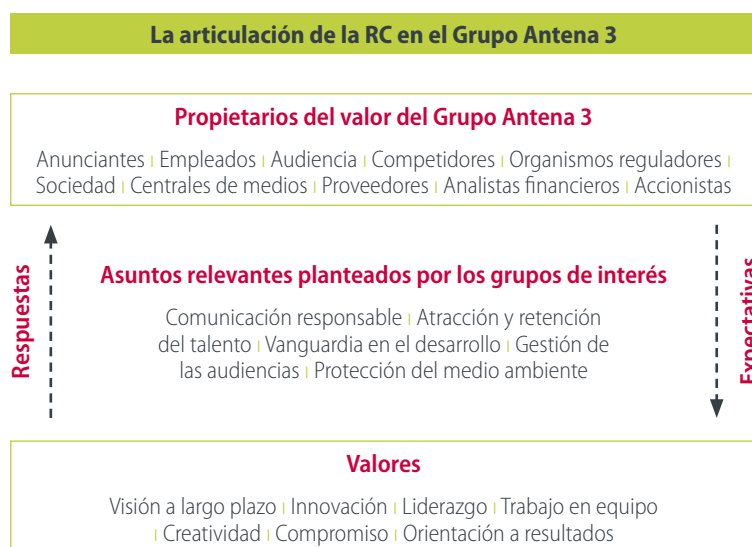 La articulación de la RC en el Grupo Antena 3
Propietarios del valor del Grupo Antena 3
Anunciantes | Empleados | Audiencia | Competidores | Organismos reguladores |
Sociedad | Centrales de medios | Proveedores | Analistas financieros | Accionistas
Respuestas
Asuntos relevantes planteados por los grupos de interés
Comunicación responsable | Atracción y retención
del talento | Vanguardia en el desarrollo | Gestión de
las audiencias | Protección del medio ambiente
Expectativas
Valores
Visión a largo plazo | Innovación | Liderazgo | Trabajo en equipo
| Creatividad | Compromiso | Orientación a resultados